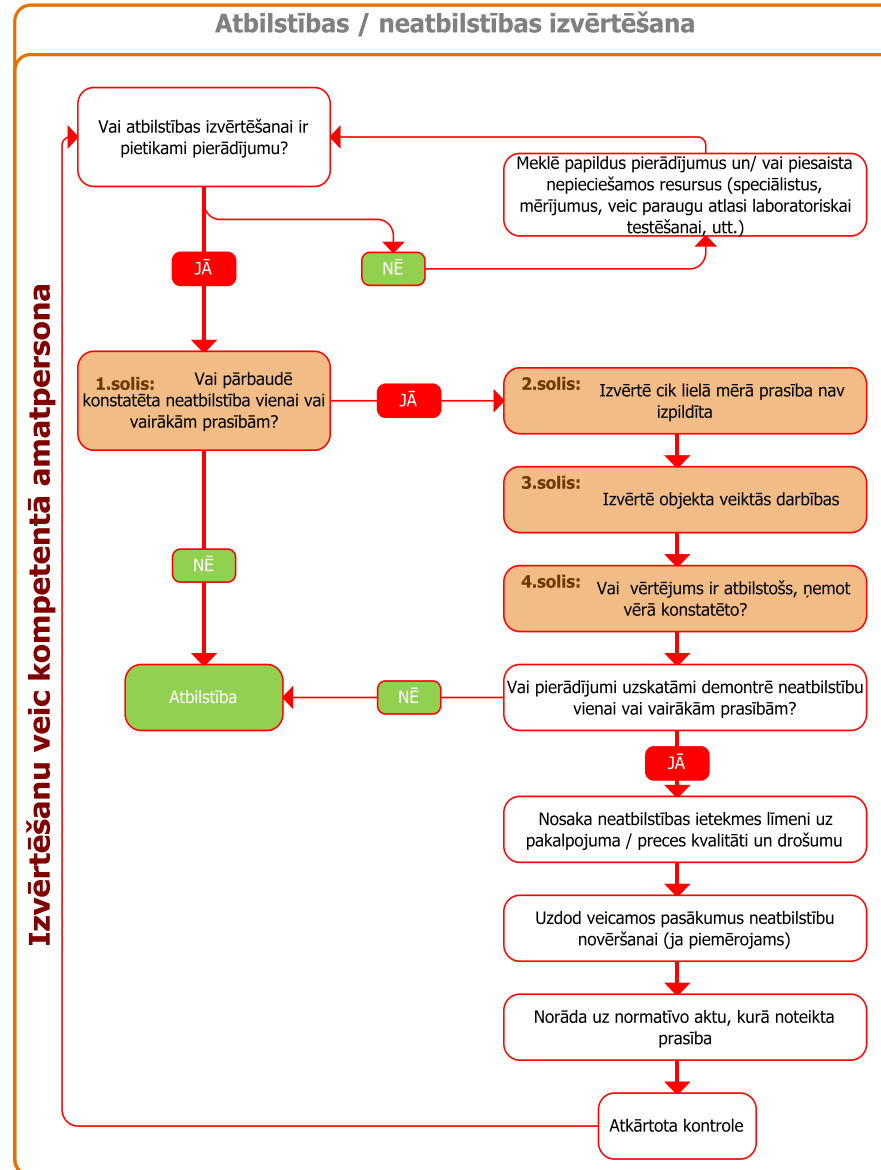 Atbilstības / neatbilstības izvērtēšana
Izvērtēšanu veic kompetentā amatpersona
Vai atbilstības izvērtēšanai ir
pietikami pierādījumu?
Meklē papildus pierādījumus un/ vai piesaista
nepieciešamos resursus (speciālistus,
mērījumus, veic paraugu atlasi laboratoriskai
testēšanai, utt.)
JĀ
NĒ
1.solis: Vai pārbaudē
konstatēta neatbilstība vienai vai
vairākām prasībām?
JĀ
2.solis: Izvērtē cik lielā mērā prasība nav
izpildīta
3.solis: Izvērtē objekta veiktās darbības
NĒ
4.solis: Vai vērtējums ir atbilstošs, ņemot
vērā konstatēto?
Atbilstība
NĒ
Vai pierādījumi uzskatāmi demontrē neatbilstību
vienai vai vairākām prasībām?
JĀ
Nosaka neatbilstības ietekmes līmeni uz
pakalpojuma / preces kvalitāti un drošumu
Uzdod veicamos pasākumus neatbilstību
novēršanai (ja piemērojams)
Norāda uz normatīvo aktu, kurā noteikta
prasība
Atkārtota kontrole